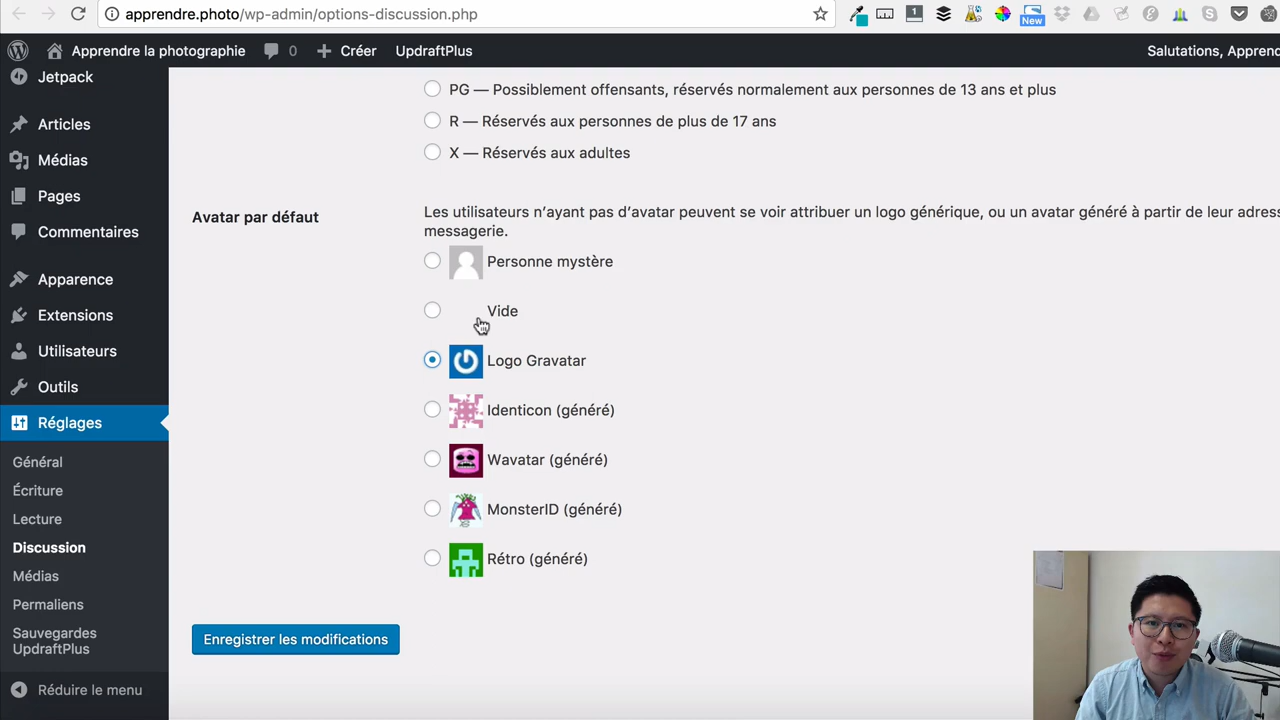 apprendre.photo/wp-admin/options-discussion.php
1
New
Apprendre la photographie
0
Créer
UpdraftPlus
Salutations, Apprend
Jetpack
Articles
Médias
Pages
Commentaires
Apparence
Extensions
Utilisateurs
Outils
Réglages
Général
Écriture
Lecture
Discussion
Médias
Permaliens
Sauvegardes
UpdraftPlus
Réduire le menu
PG — Possiblement offensants, réservés normalement aux personnes de 13 ans et plus
R — Réservés aux personnes de plus de 17 ans
X — Réservés aux adultes
Avatar par défaut
Les utilisateurs n’ayant pas d’avatar peuvent se voir attribuer un logo générique, ou un avatar généré à partir de leur adress
messagerie.
Personne mystère
Vide
Logo Gravatar
Identicon (généré)
Wavatar (généré)
MonsterID (généré)
Rétro (généré)
Enregistrer les modifications